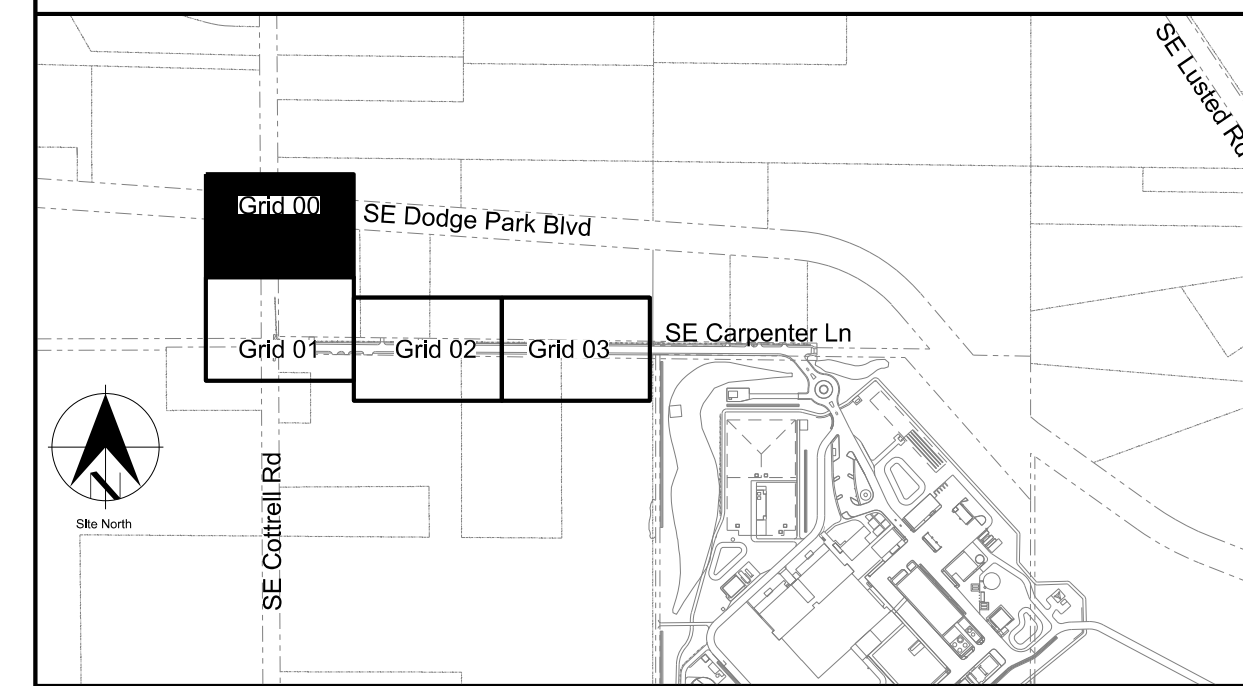 SE Lusted Rd
Grid 00
SE Dodge Park Blvd
Grid 01
Grid 02
Grid 03
SE Carpenter Ln
N
Site North
SE Cottrell Rd